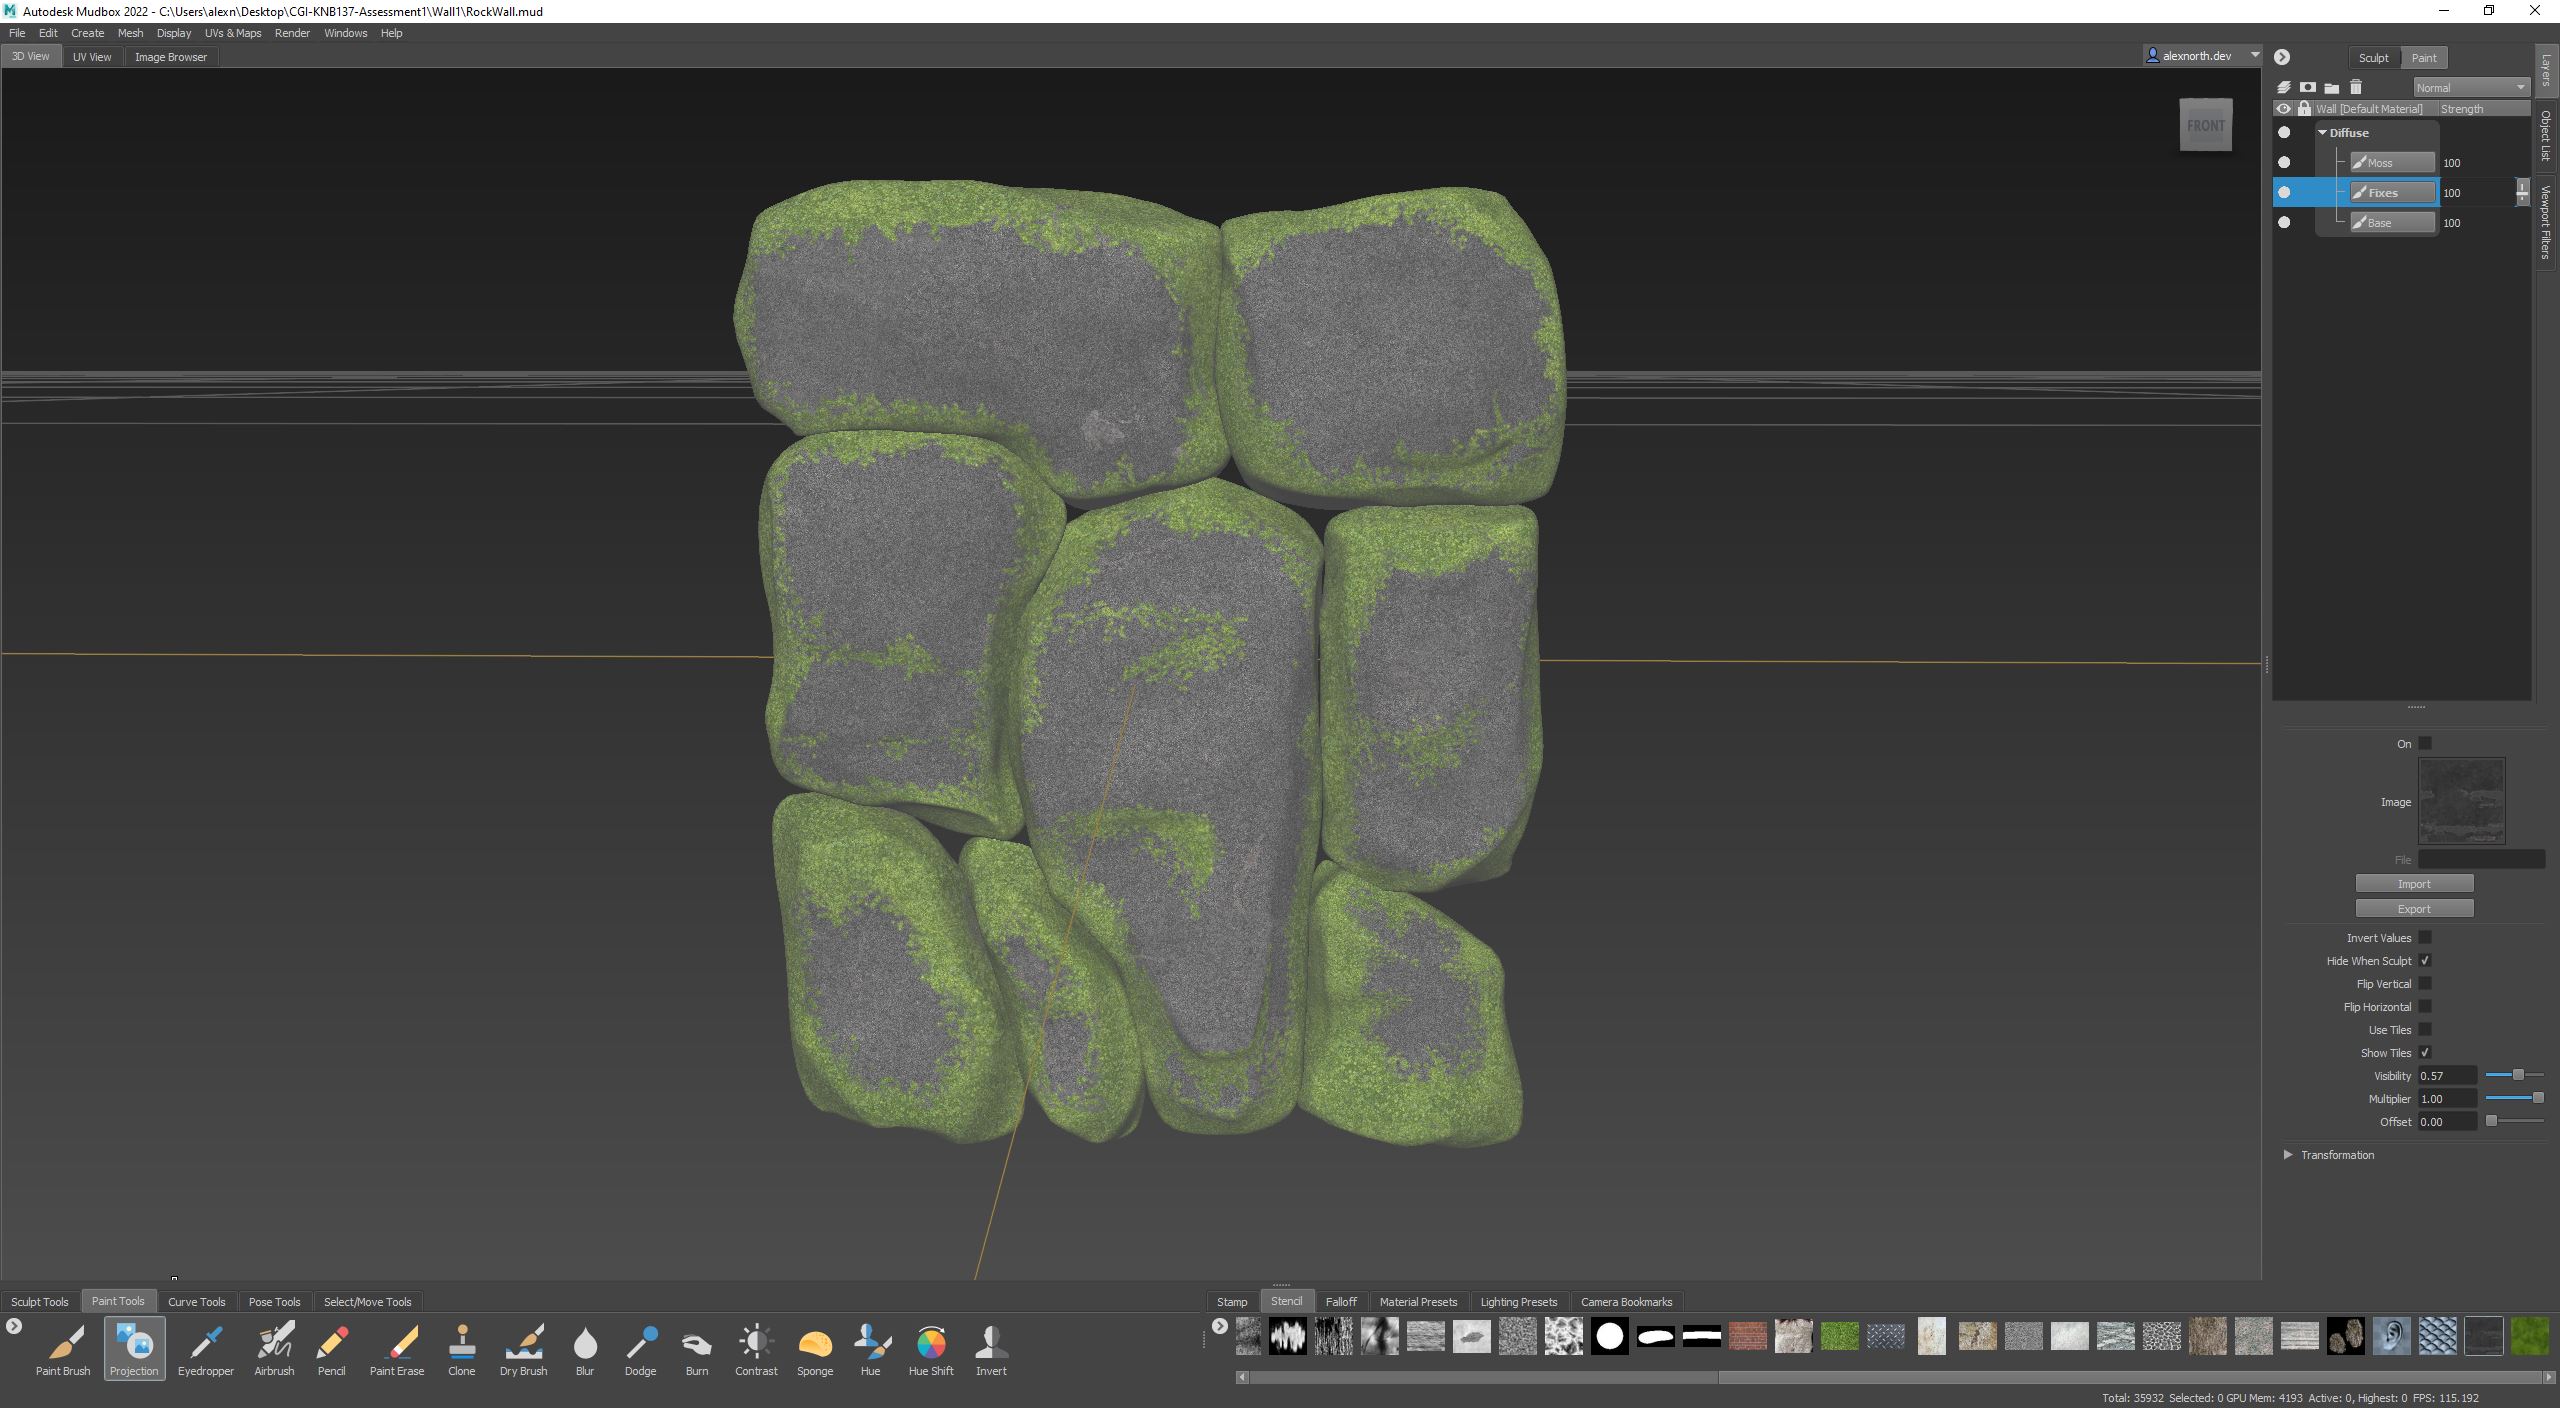 Autodesk Mudbox 2022 - C:\Users\alexn\Desktop\CGI-KNB137-Assessment1\Wall1\RockWall.mud
File Edit Create Mesh Display UVs & Maps Render Windows Help
3D View UV View Image Browser
alexnorth.dev
Sculpt Paint
Normal
Wall [Default Material] Strength
Diffuse
Moss 100
Fixes 100
Base 100
Layers
Object List
Viewport Filters
FRONT
On
Image
File
Import
Export
Invert Values
Hide When Sculpt
Flip Vertical
Flip Horizontal
Use Tiles
Show Tiles
Visibility 0.57
Multiplier 1.00
Offset 0.00
Transformation
Sculpt Tools Paint Tools Curve Tools Pose Tools Select/Move Tools
Paint Brush Projection Eyedropper Airbrush Pencil Paint Erase Clone Dry Brush Blur Dodge Burn Contrast Sponge Hue Hue Shift Invert
Stamp Stencil Falloff Material Presets Lighting Presets Camera Bookmarks
Total: 35932 Selected: 0 GPU Mem: 4193 Active: 0, Highest: 0 FPS: 115.192